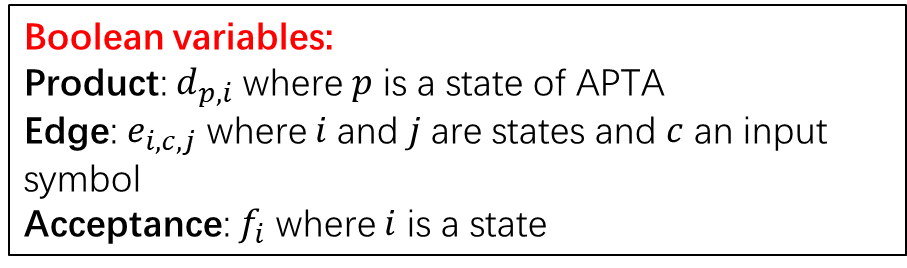 Boolean variables:
Product: d_{p,i} where p is a state of APTA
Edge: e_{i,c,j} where i and j are states and c an input
symbol
Acceptance: f_i where i is a state